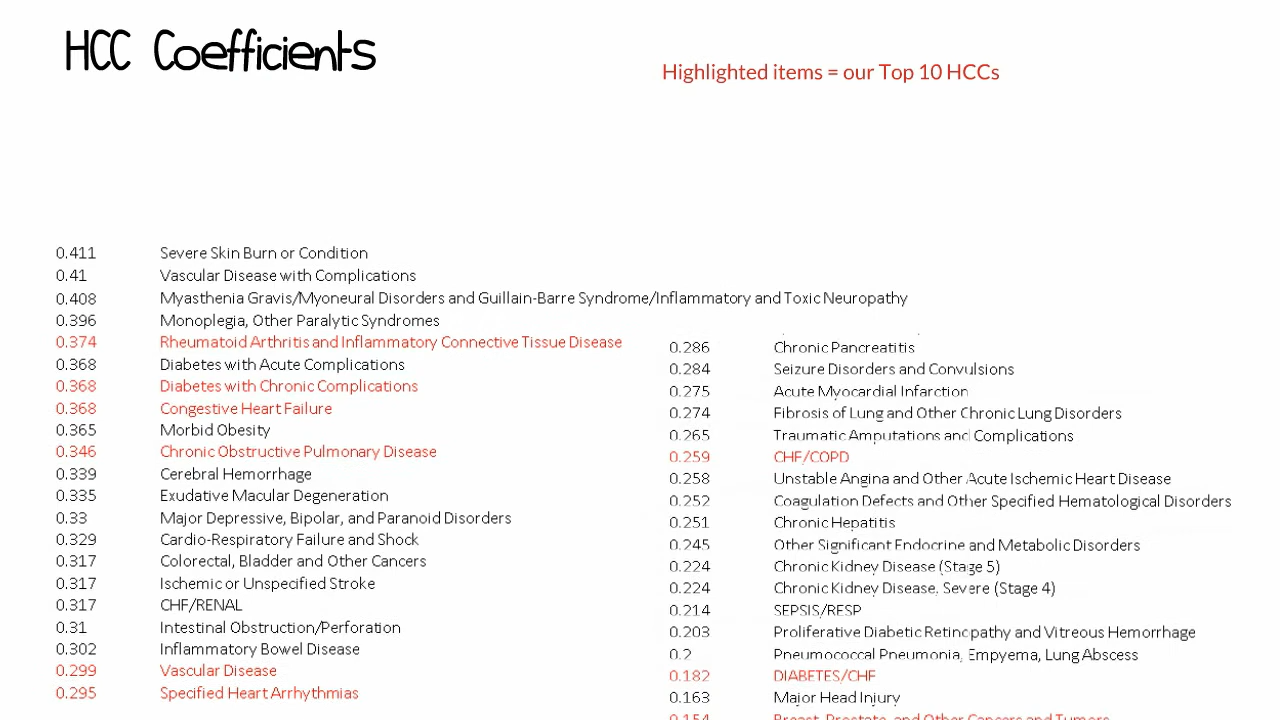 HCC Coefficients
Highlighted items = our Top 10 HCCs
0.411 Severe Skin Burn or Condition
0.41 Vascular Disease with Complications
0.408 Myasthenia Gravis/Myoneural Disorders and Guillain-Barre Syndrome/Inflammatory and Toxic Neuropathy
0.396 Monoplegia, Other Paralytic Syndromes
0.374 Rheumatoid Arthritis and Inflammatory Connective Tissue Disease
0.368 Diabetes with Acute Complications
0.368 Diabetes with Chronic Complications
0.368 Congestive Heart Failure
0.365 Morbid Obesity
0.346 Chronic Obstructive Pulmonary Disease
0.339 Cerebral Hemorrhage
0.335 Exudative Macular Degeneration
0.33 Major Depressive, Bipolar, and Paranoid Disorders
0.329 Cardio-Respiratory Failure and Shock
0.317 Colorectal, Bladder and Other Cancers
0.317 Ischemic or Unspecified Stroke
0.317 CHF/RENAL
0.31 Intestinal Obstruction/Perforation
0.302 Inflammatory Bowel Disease
0.299 Vascular Disease
0.295 Specified Heart Arrhythmias
0.286 Chronic Pancreatitis
0.284 Seizure Disorders and Convulsions
0.275 Acute Myocardial Infarction
0.274 Fibrosis of Lung and Other Chronic Lung Disorders
0.265 Traumatic Amputations and Complications
0.259 CHF/COPD
0.258 Unstable Angina and Other Acute Ischemic Heart Disease
0.252 Coagulation Defects and Other Specified Hematological Disorders
0.251 Chronic Hepatitis
0.245 Other Significant Endocrine and Metabolic Disorders
0.224 Chronic Kidney Disease (Stage 5)
0.224 Chronic Kidney Disease, Severe (Stage 4)
0.214 SEPSIS/RESP
0.203 Proliferative Diabetic Retinopathy and Vitreous Hemorrhage
0.2 Pneumococcal Pneumonia, Empyema, Lung Abscess
0.182 DIABETES/CHF
0.163 Major Head Injury
0.154 Breast, Prostate, and Other Cancers and Tumors